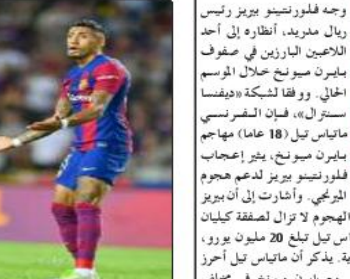 وجه فلورنتينو بيريز رئيس
ريال مدريد، أنظاره إلى أحد
اللاعبين البارزين في صفوف
بايرن ميونخ خلال الموسم
الحالي. ووفقا لشبكة «ديفنسا
سنترال»، فإن الفرنسي
ماتياس تيل (18 عاما) مهاجم
بايرن ميونخ، يثير إعجاب
فلورنتينو بيريز لدعم هجوم
الميرنجي. وأشارت إلى أن بيريز
الهجوم لا تزال لصفقة كيليان
اس تيل تبلغ 20 مليون يورو،
ية. يذكر أن ماتياس تيل أحرز